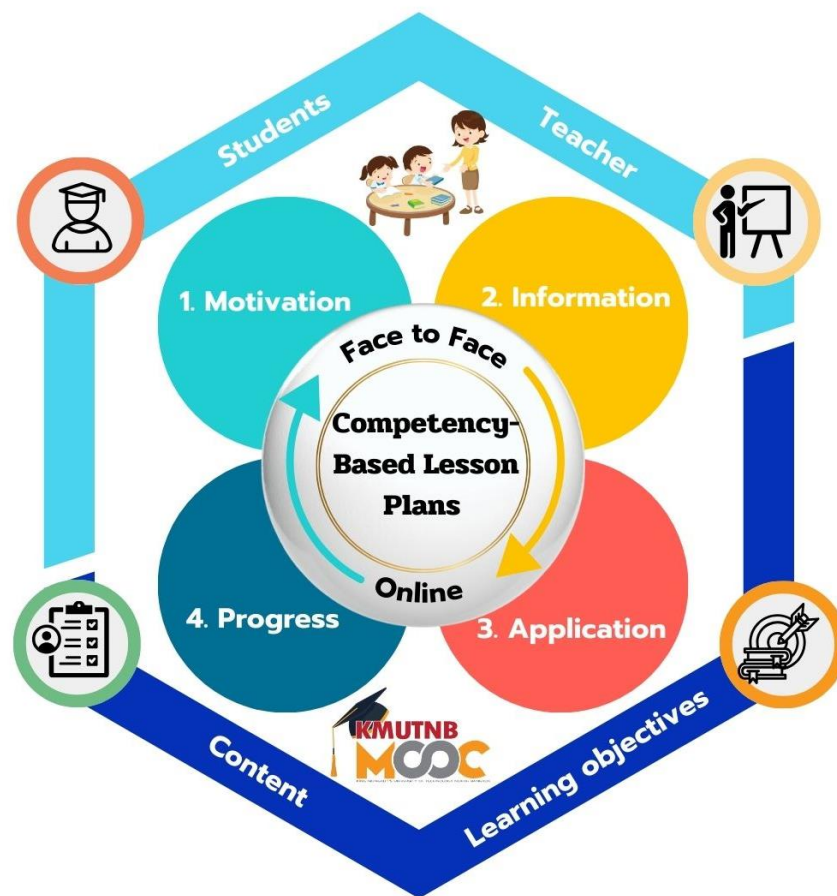 Students
Teacher
1. Motivation
2. Information
Face to Face
Competency-
Based Lesson
Plans
Online
4. Progress
3. Application
KMUTNB
MOOC
Content
Learning objectives